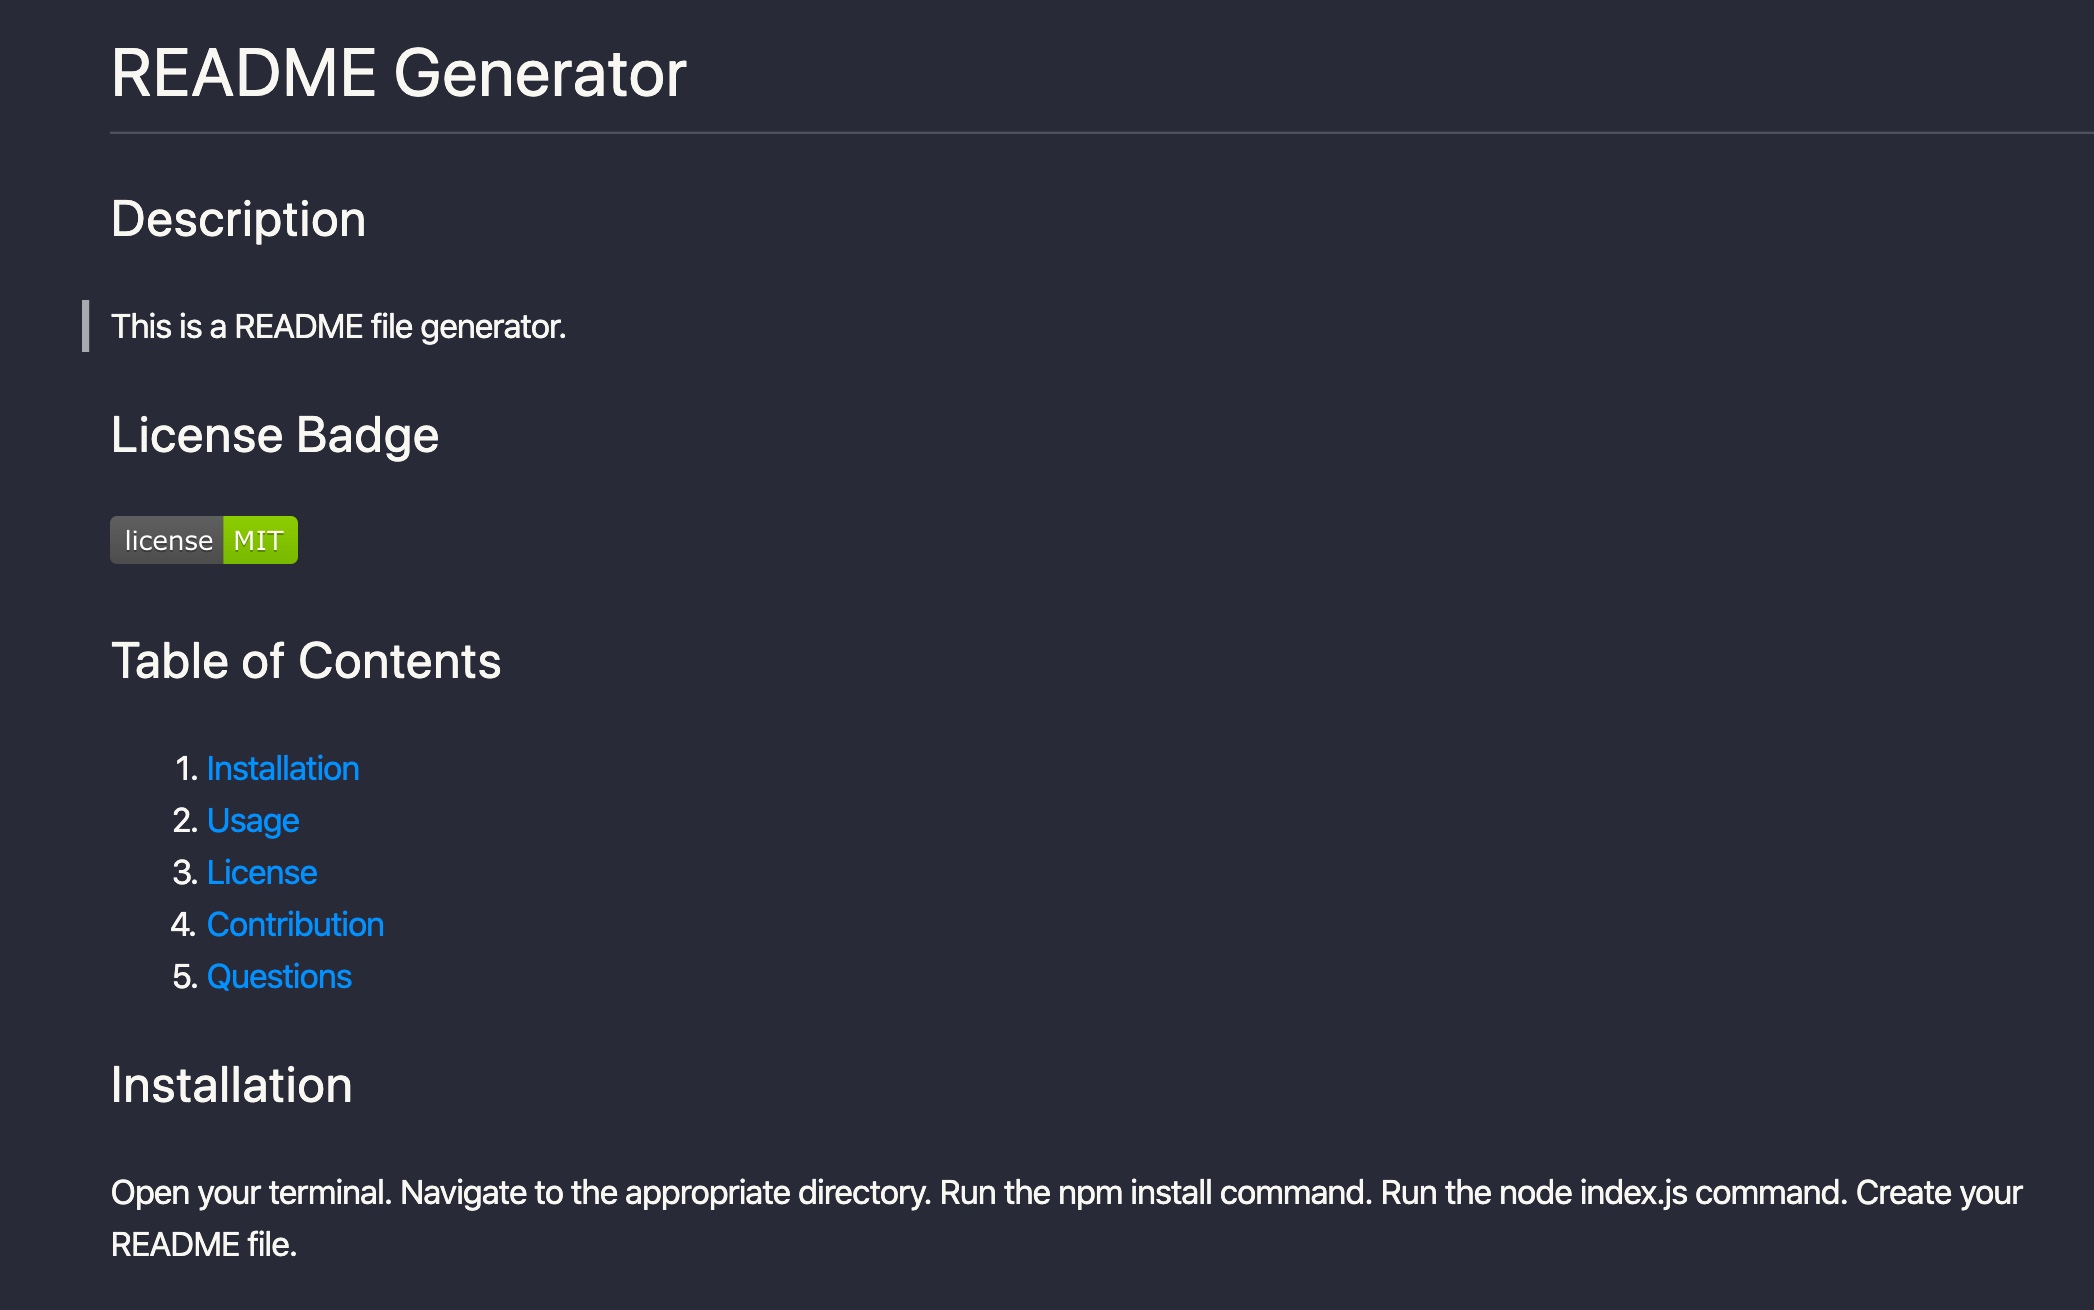 README Generator
Description
This is a README file generator.
License Badge
license MIT
Table of Contents
1. Installation
2. Usage
3. License
4. Contribution
5. Questions
Installation
Open your terminal. Navigate to the appropriate directory. Run the npm install command. Run the node index.js command. Create your
README file.